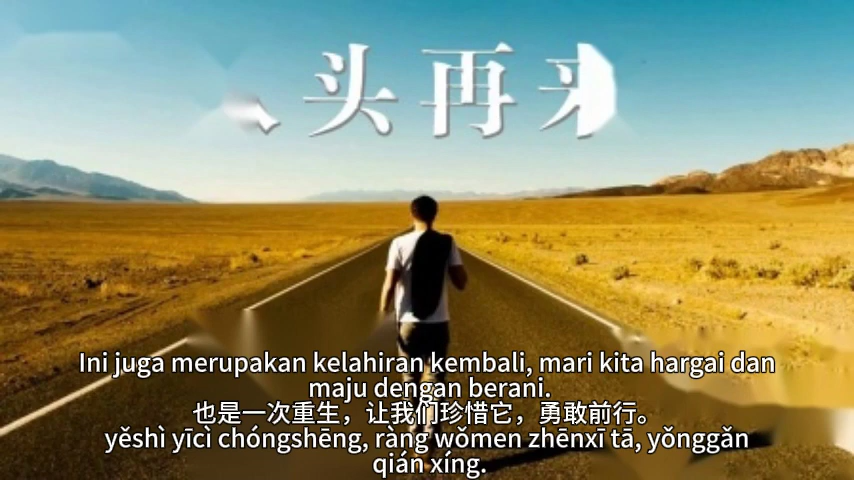 头再来
Ini juga merupakan kelahiran kembali, mari kita hargai dan
maju dengan berani.
也是一次重生，让我们珍惜它，勇敢前行。
yěshì yīcì chóngshēng, ràng wǒmen zhēnxī tā, yǒnggǎn
qián xíng.